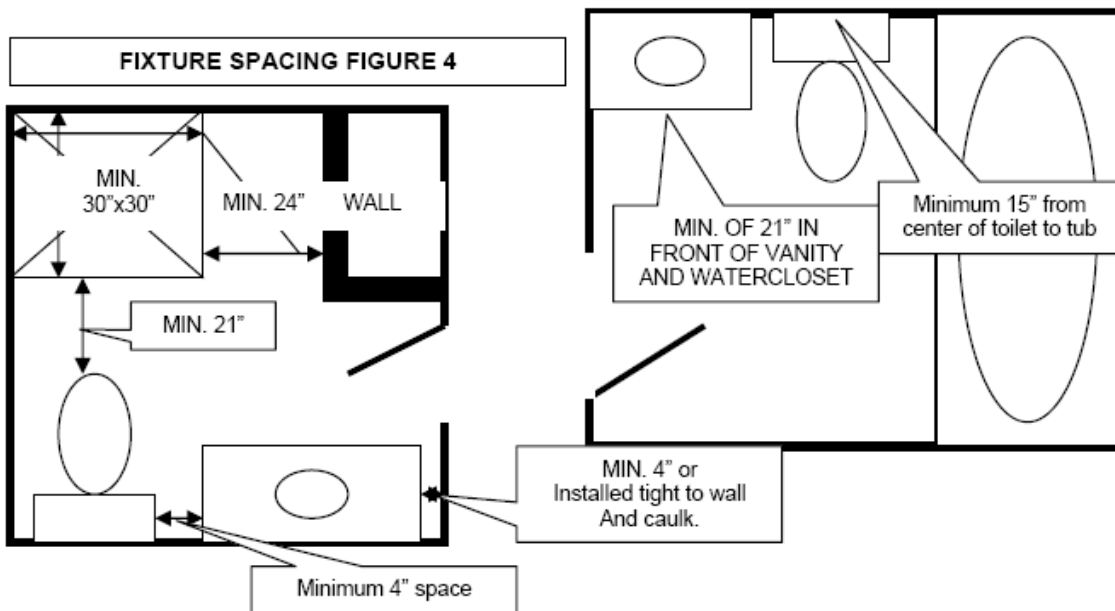 FIXTURE SPACING FIGURE 4
MIN.
30”x30”
MIN. 24”
WALL
MIN. OF 21” IN
FRONT OF VANITY
AND WATERCLOSET
Minimum 15” from
center of toilet to tub
MIN. 21”
MIN. 4” or
Installed tight to wall
And caulk.
Minimum 4” space